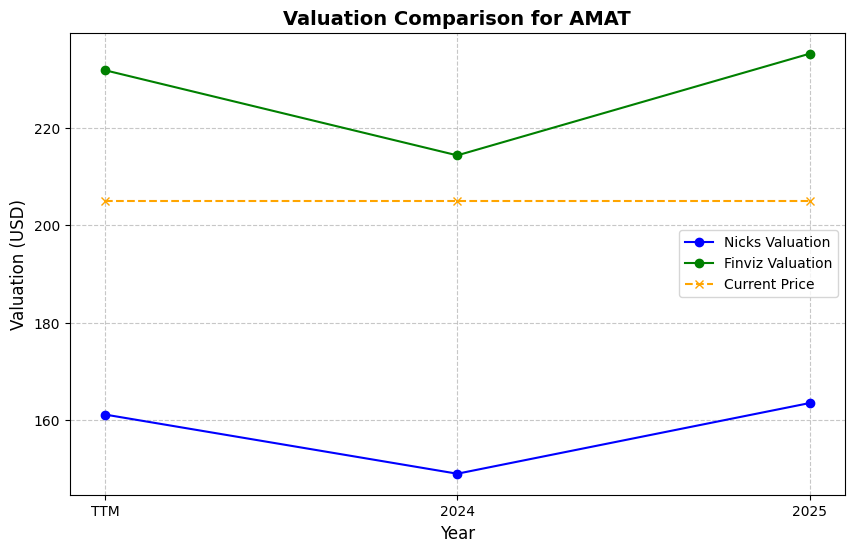 Valuation Comparison for AMAT
Valuation (USD)
220
200
180
160
Nicks Valuation
Finviz Valuation
Current Price
TTM
2024
2025
Year